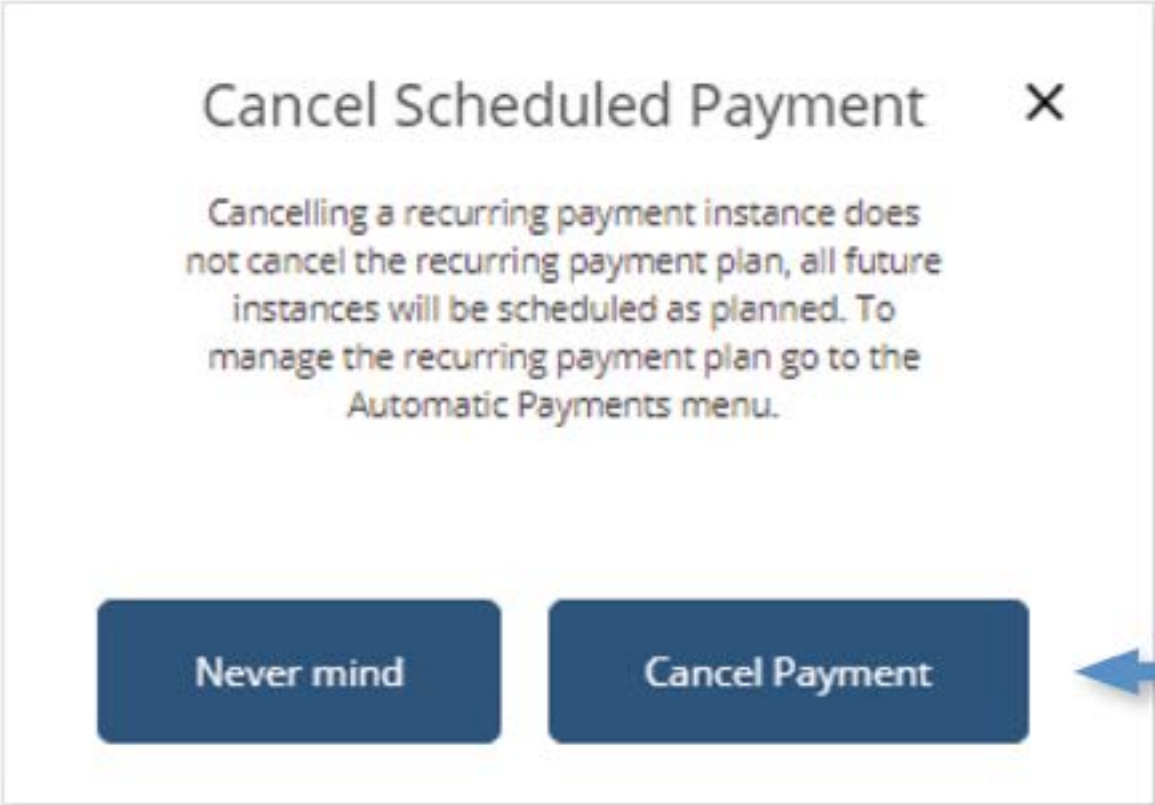 Cancel Scheduled Payment
Cancelling a recurring payment instance does
not cancel the recurring payment plan, all future
instances will be scheduled as planned. To
manage the recurring payment plan go to the
Automatic Payments menu.
Never mind
Cancel Payment